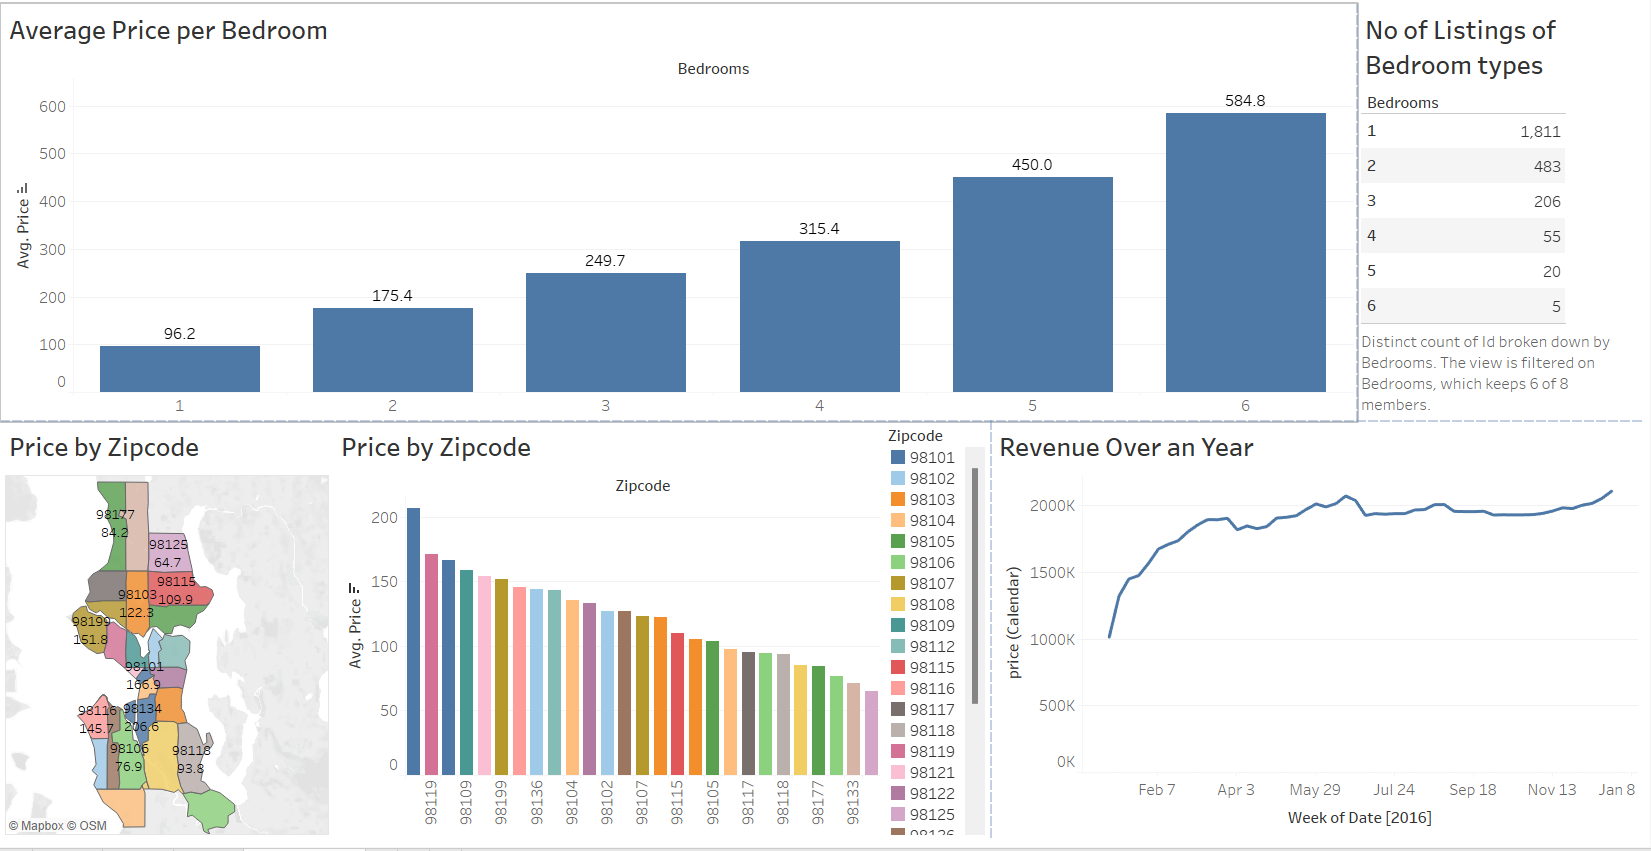 Average Price per Bedroom
Bedrooms
Avg. Price
600
500
400
300
200
100
0
96.2
175.4
249.7
315.4
450.0
584.8
1
2
3
4
5
6
No of Listings of
Bedroom types
Bedrooms
1 1,811
2 483
3 206
4 55
5 20
6 5
Distinct count of Id broken down by
Bedrooms. The view is filtered on
Bedrooms, which keeps 6 of 8
members.
Price by Zipcode
98177
84.2
98125
64.7
98115
109.9
98103
122.3
98199
151.8
98101
166.9
98116
145.7
98134
206.6
98106
76.9
98118
93.8
© Mapbox © OSM
Price by Zipcode
Zipcode
Avg. Price
200
150
100
50
0
98119
98109
98199
98136
98104
98102
98107
98115
98105
98117
98118
98177
98133
Zipcode
98101
98102
98103
98104
98105
98106
98107
98108
98109
98112
98115
98116
98117
98118
98119
98121
98122
98125
98126
Revenue Over an Year
price (Calendar)
2000K
1500K
1000K
500K
0K
Feb 7
Apr 3
May 29
Jul 24
Sep 18
Nov 13
Jan 8
Week of Date [2016]